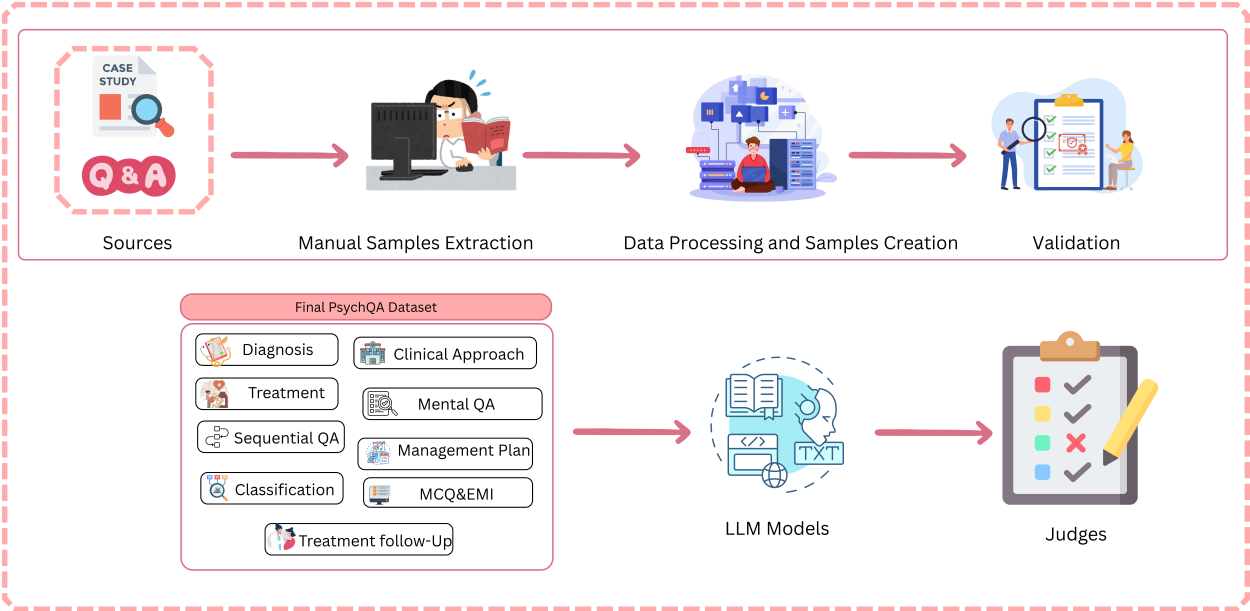 CASE
STUDY
Q & A
Sources
Manual Samples Extraction
Data Processing and Samples Creation
Validation
Final PsychQA Dataset
Diagnosis
Clinical Approach
Treatment
Mental QA
Sequential QA
Management Plan
Classification
MCQ&EMI
Treatment follow-Up
</>
TXT
LLM Models
Judges